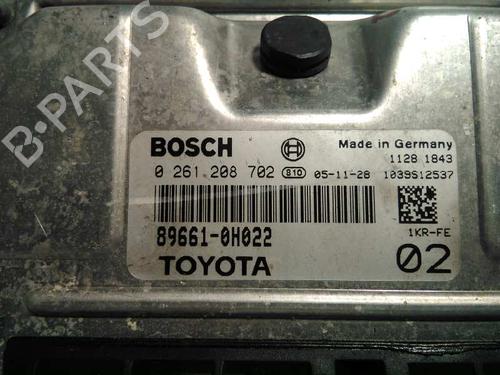 B-PARTS
BOSCH
Made in Germany
1128 1843
0 261 208 702 B10 05-11-28 1039S12537
89661-0H022
1KR-FE
TOYOTA
02